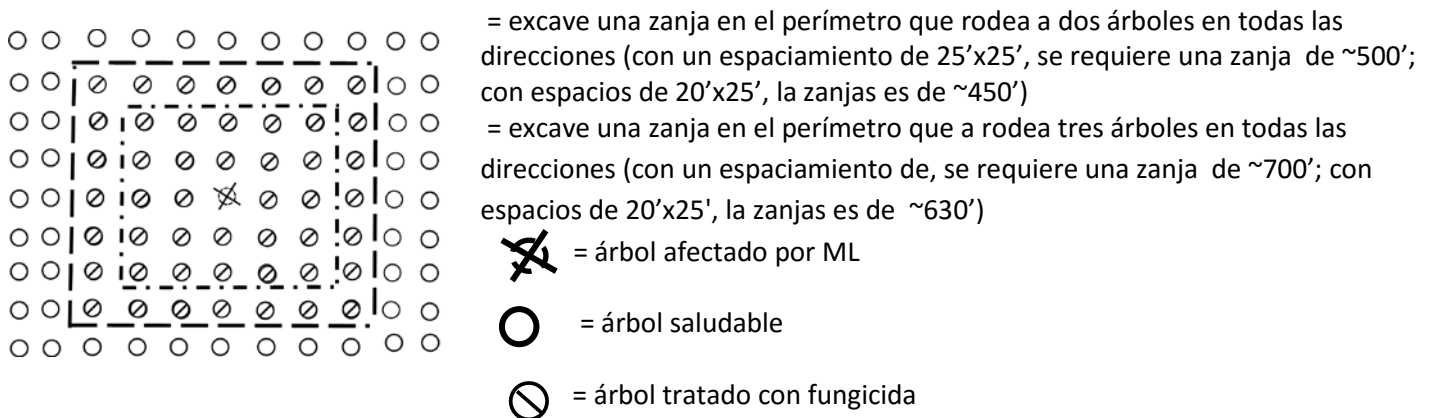 = excave una zanja en el perímetro que rodea a dos árboles en todas las
direcciones (con un espaciamiento de 25’x25’, se requiere una zanja de ~500’;
con espacios de 20’x25’, la zanjas es de ~450’)
= excave una zanja en el perímetro que a rodea tres árboles en todas las
direcciones (con un espaciamiento de, se requiere una zanja de ~700’; con
espacios de 20’x25', la zanjas es de ~630’)
= árbol afectado por ML
= árbol saludable
= árbol tratado con fungicida